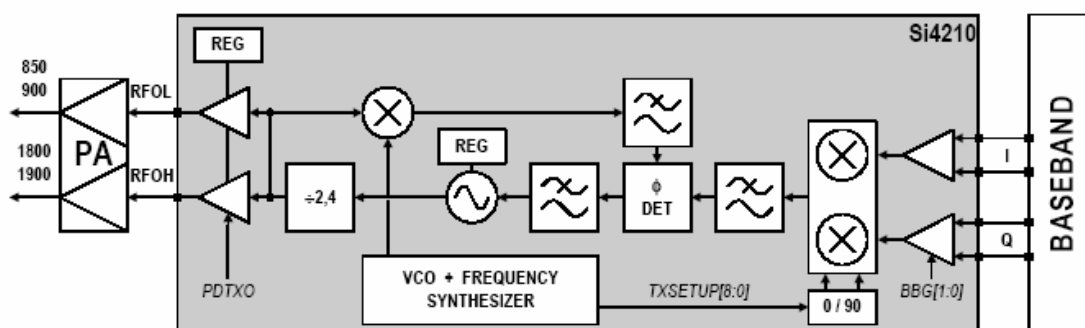 Si4210
REG
850
900
RFOL
PA
1800
1900
RFOH
REG
÷2,4
ϕ
DET
I
Q
BASEBAND
PDTXO
VCO + FREQUENCY
SYNTHESIZER
TXSETUP[8:0]
0 / 90
BBG[1:0]